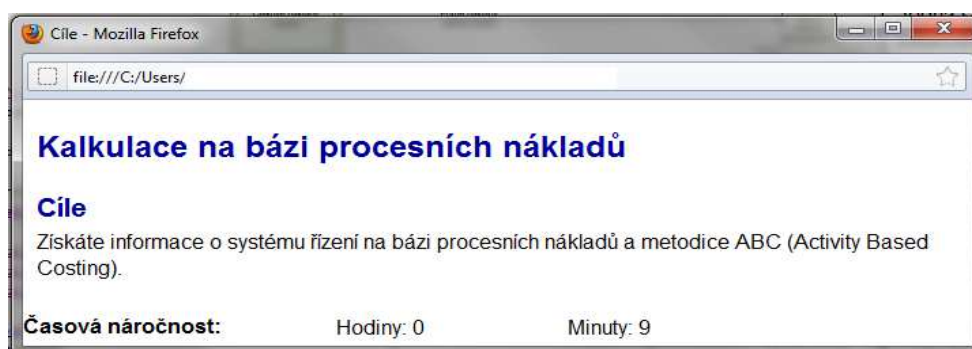 Cíle - Mozilla Firefox
file:///C:/Users/
Kalkulace na bázi procesních nákladů
Cíle
Získáte informace o systému řízení na bázi procesních nákladů a metodice ABC (Activity Based
Costing).
Časová náročnost: Hodiny: 0 Minuty: 9